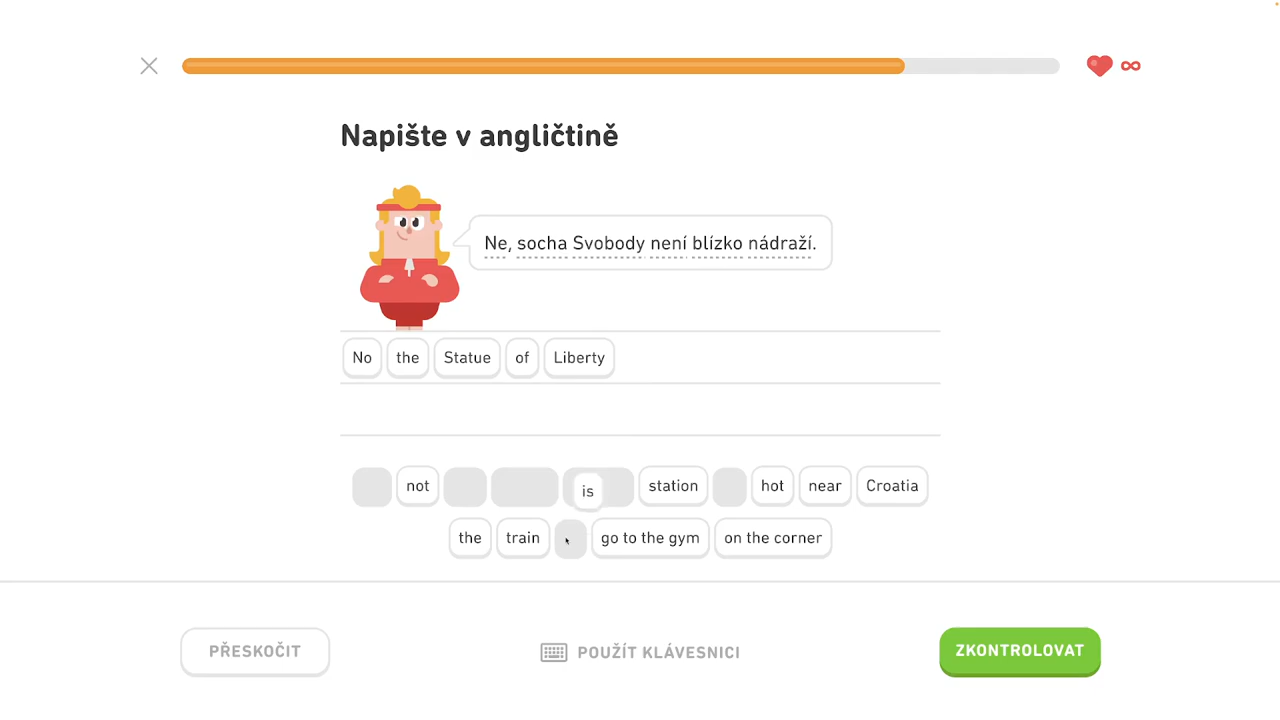 ∞
Napište v angličtině
Ne, socha Svobody není blízko nádraží.
No the Statue of Liberty
not is station hot near Croatia
the train go to the gym on the corner
PŘESKOČIT POUŽÍT KLÁVESNICI ZKONTROLOVAT